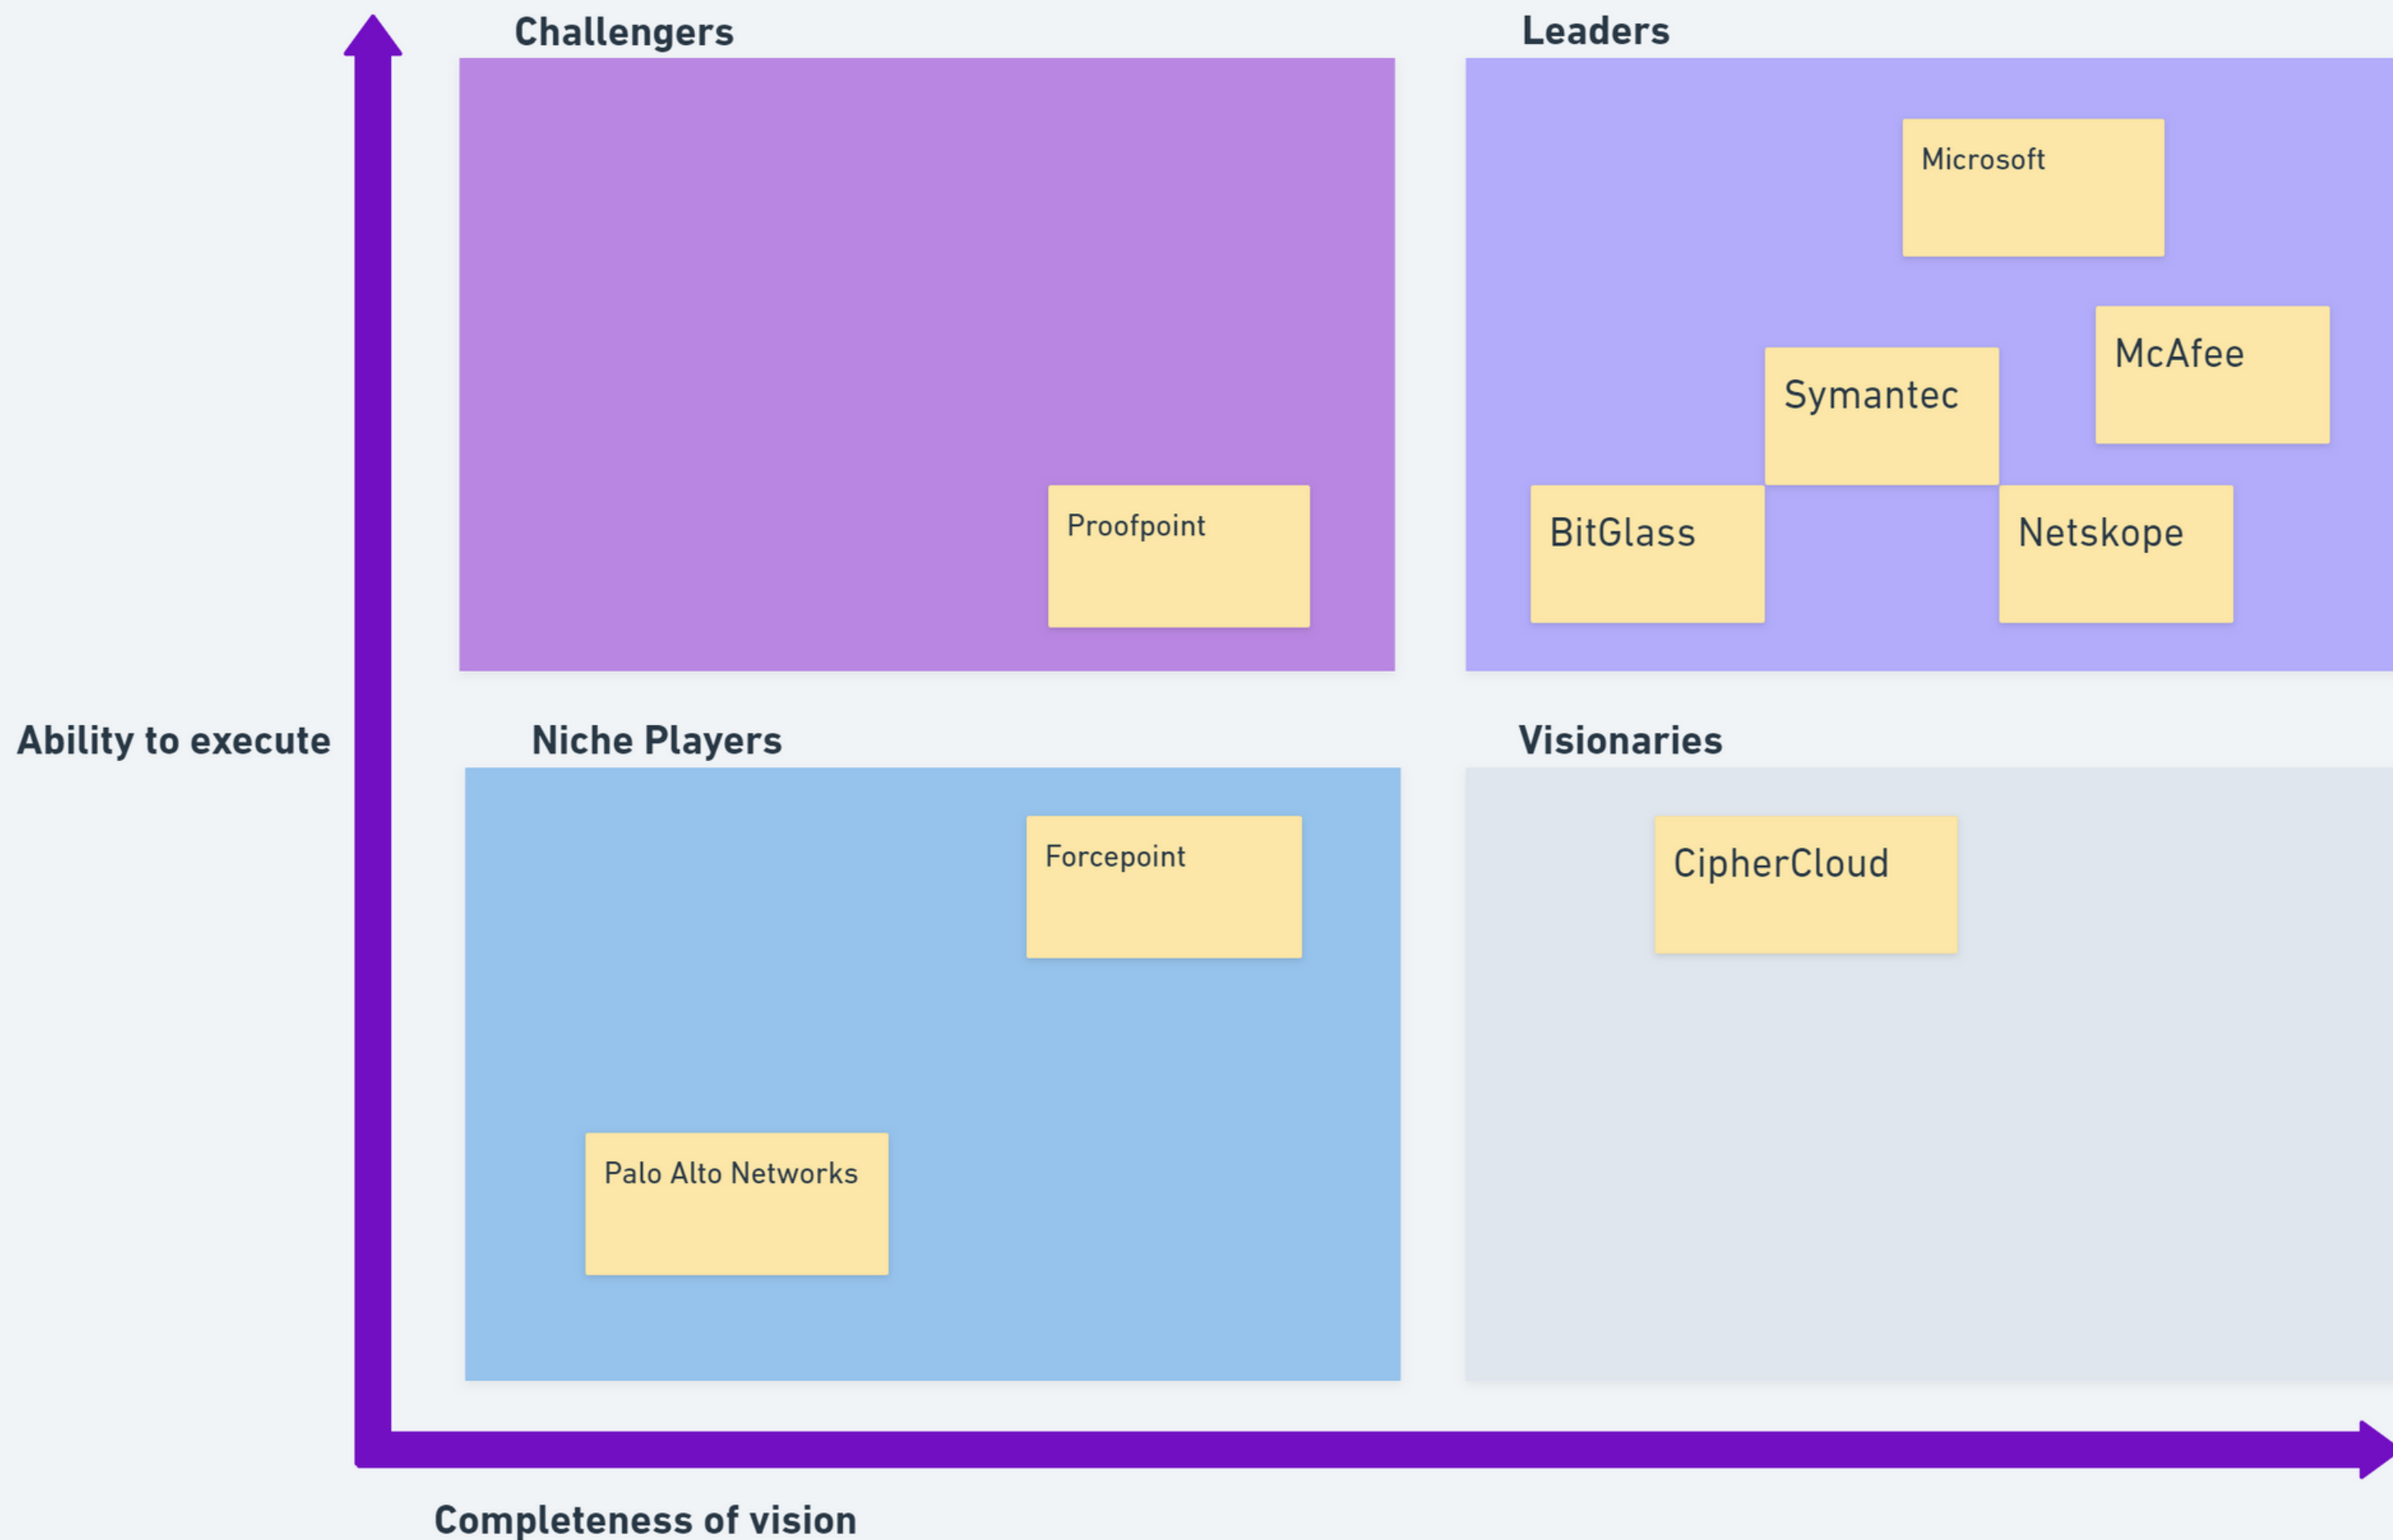 Challengers
Leaders
Microsoft
McAfee
Symantec
Proofpoint
BitGlass
Netskope
Ability to execute
Niche Players
Visionaries
Forcepoint
CipherCloud
Palo Alto Networks
Completeness of vision